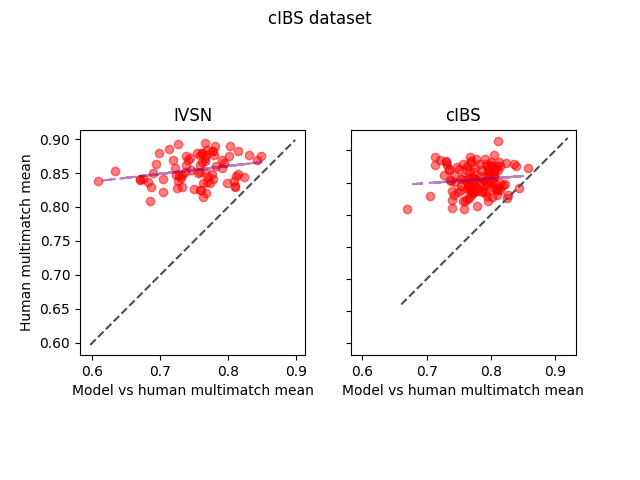 cIBS dataset
IVSN
cIBS
Human multimatch mean
0.90
0.85
0.80
0.75
0.70
0.65
0.60
0.6 0.7 0.8 0.9
0.6 0.7 0.8 0.9
Model vs human multimatch mean
Model vs human multimatch mean